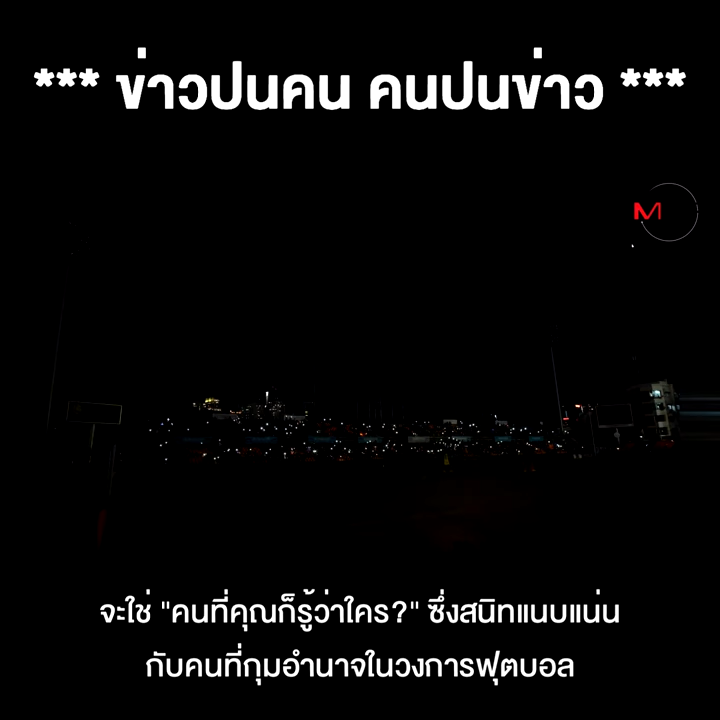 *** ข่าวปนคน คนปนข่าว ***
M
จะใช่ "คนที่คุณก็รู้ว่าใคร?" ซึ่งสนิทแนบแน่น
กับคนที่กุมอำนาจในวงการฟุตบอล